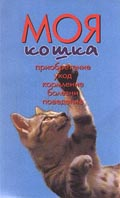 МОЯ
кошка
приобретение
уход
кормление
болезни
поведение